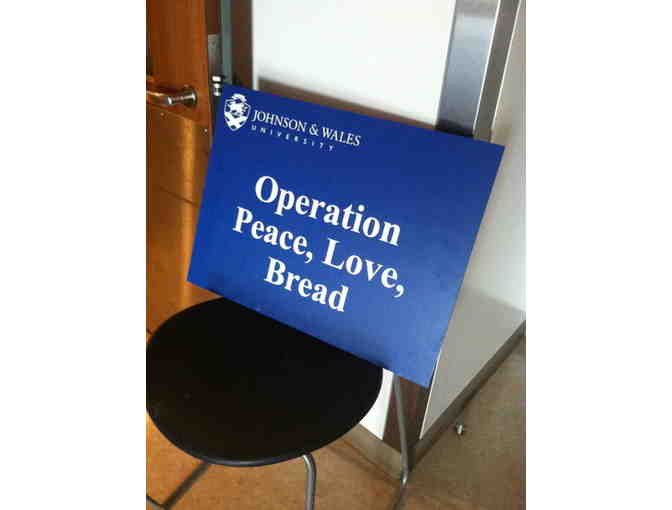 JOHNSON & WALES
UNIVERSITY
Operation
Peace, Love,
Bread